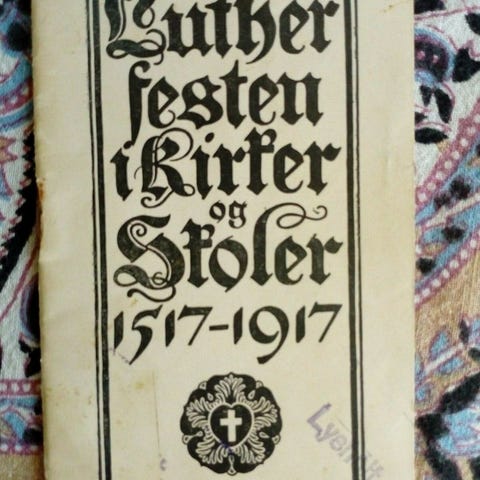 Luther
festen
i Kirker
og
Skoler
1517-1917